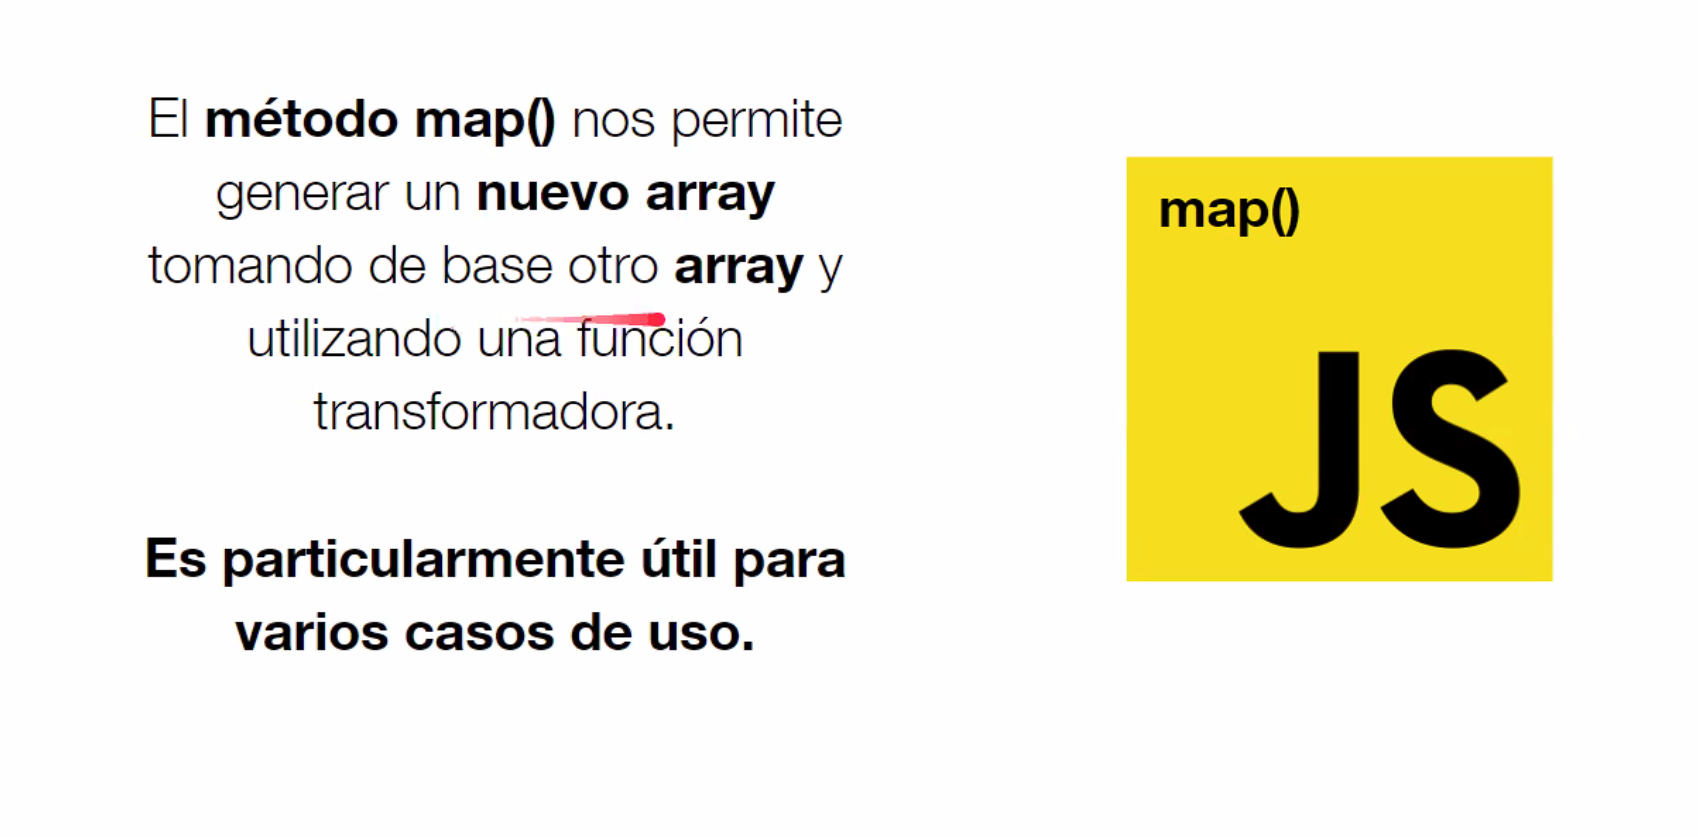 El método map() nos permite
generar un nuevo array
tomando de base otro array y
utilizando una función
transformadora.
Es particularmente útil para
varios casos de uso.
map()
JS